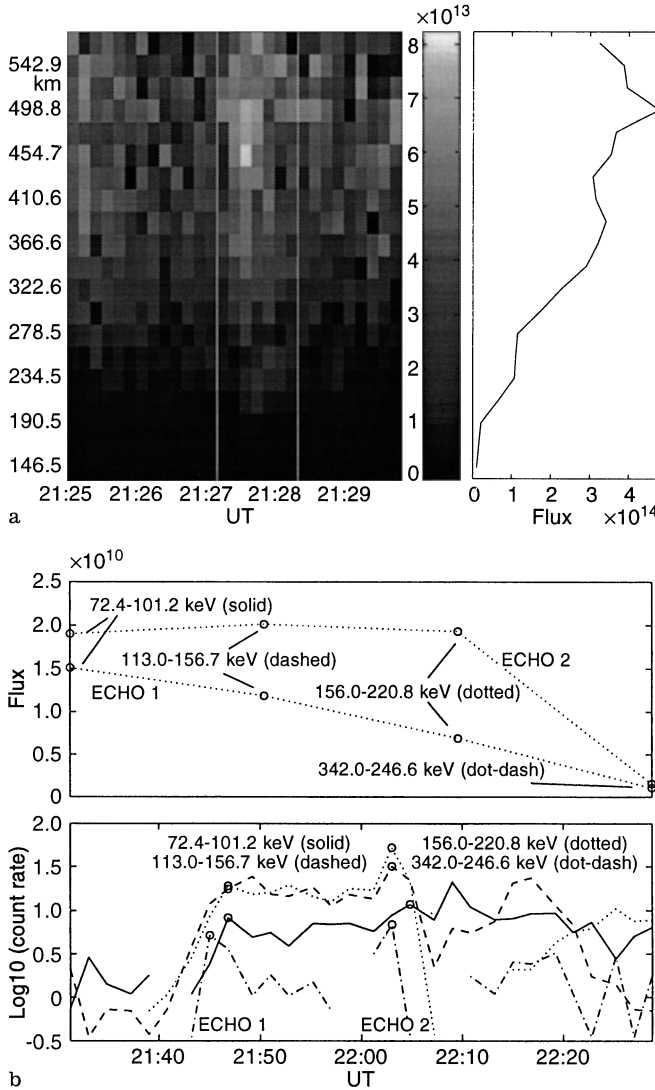 ×10¹³
542.9
km
498.8
454.7
410.6
366.6
322.6
278.5
234.5
190.5
146.5
8
7
6
5
4
3
2
1
0
21:25 21:26 21:27 21:28 21:29
UT
0 1 2 3 4
Flux ×10¹⁴
a
×10¹⁰
2.5
2.0
1.5
1.0
0.5
0
Flux
72.4-101.2 keV (solid)
113.0-156.7 keV (dashed)
ECHO 1
ECHO 2
156.0-220.8 keV (dotted)
342.0-246.6 keV (dot-dash)
2.0
1.5
1.0
0.5
0
-0.5
Log10 (count rate)
72.4-101.2 keV (solid) 156.0-220.8 keV (dotted)
113.0-156.7 keV (dashed) 342.0-246.6 keV (dot-dash)
ECHO 1 ECHO 2
21:40 21:50 22:00 22:10 22:20
UT
b